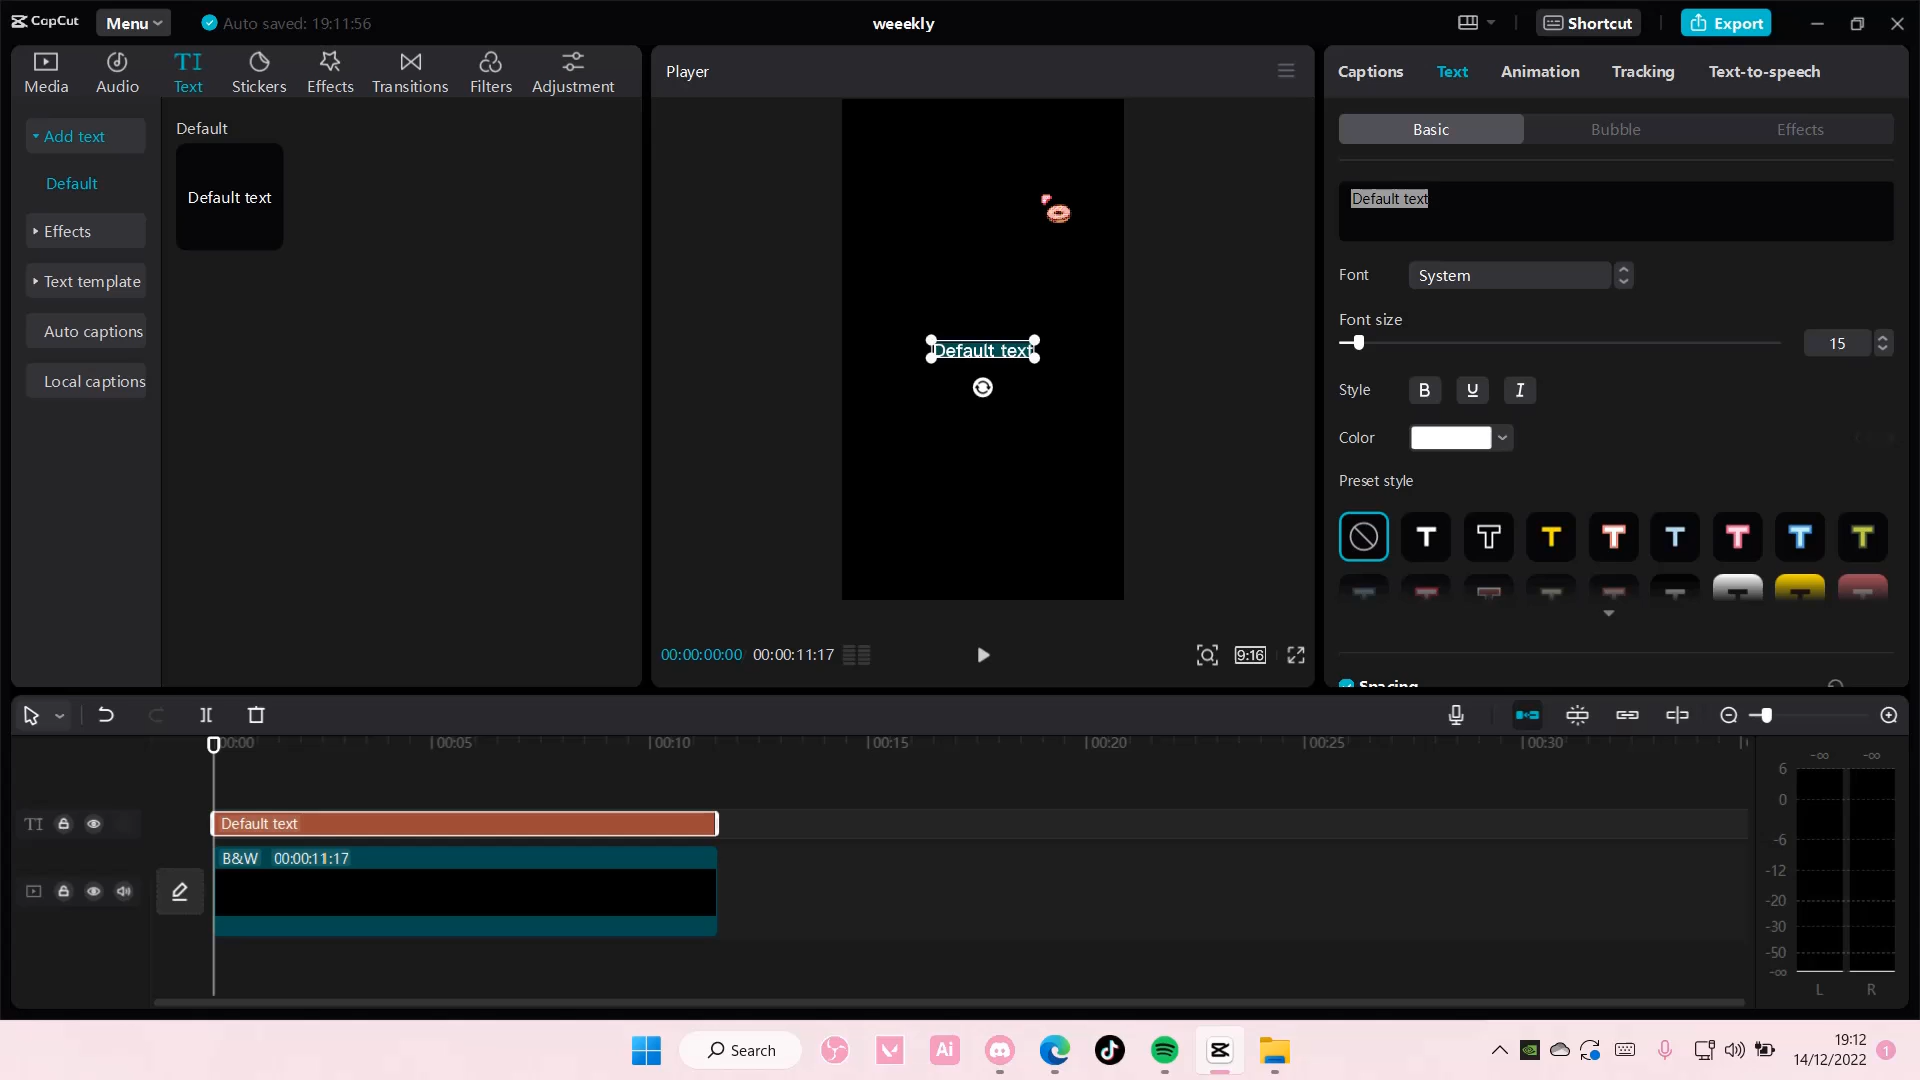 CapCut
Menu
Auto saved: 19:11:56
weeekly
Shortcut
Export
Media
Audio
TI
Text
Stickers
Effects
Transitions
Filters
Adjustment
Add text
Default
Effects
Text template
Auto captions
Local captions
Default
Default text
Player
Default text
00:00:00:00
00:00:11:17
9:16
Captions
Text
Animation
Tracking
Text-to-speech
Basic
Bubble
Effects
Default text
Font
System
Font size
15
Style
B
U
I
Color
Preset style
T T T T T T T T
Spacing
00:00
00:05
00:10
00:15
00:20
00:25
00:30
TI
Default text
B&W 00:00:11:17
-∞ -∞
6
0
-6
-12
-20
-30
-50
-∞
L R
Search
Ai
19:12
14/12/2022
1